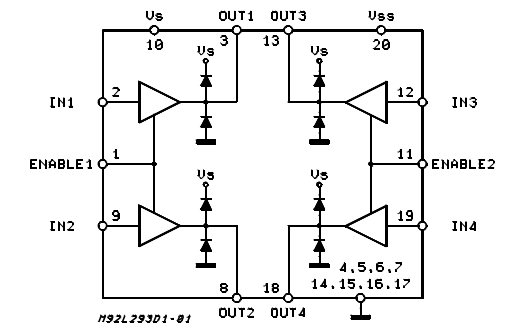 Vs OUT1 OUT3 Vss
10 3 13 20
Vs Vs
IN1 2 12 IN3
ENABLE1 1 11 ENABLE2
Vs Vs
IN2 9 19 IN4
4,5,6,7
8 18 14,15,16,17
M92L293D1-01 OUT2 OUT4